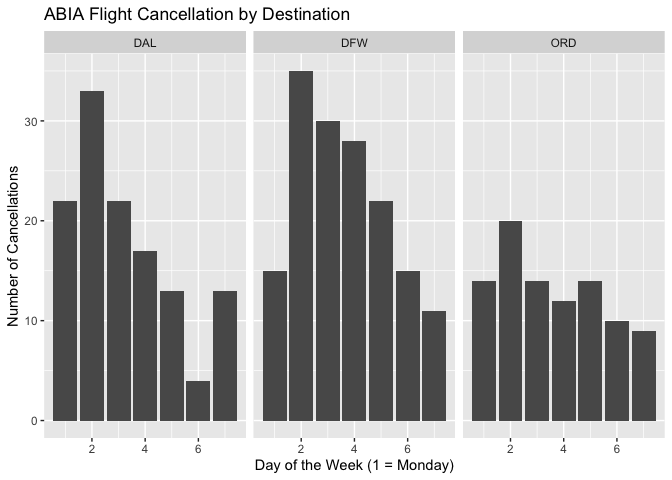 ABIA Flight Cancellation by Destination
DAL DFW ORD
30
20
10
0
Number of Cancellations
2 4 6 2 4 6 2 4 6
Day of the Week (1 = Monday)